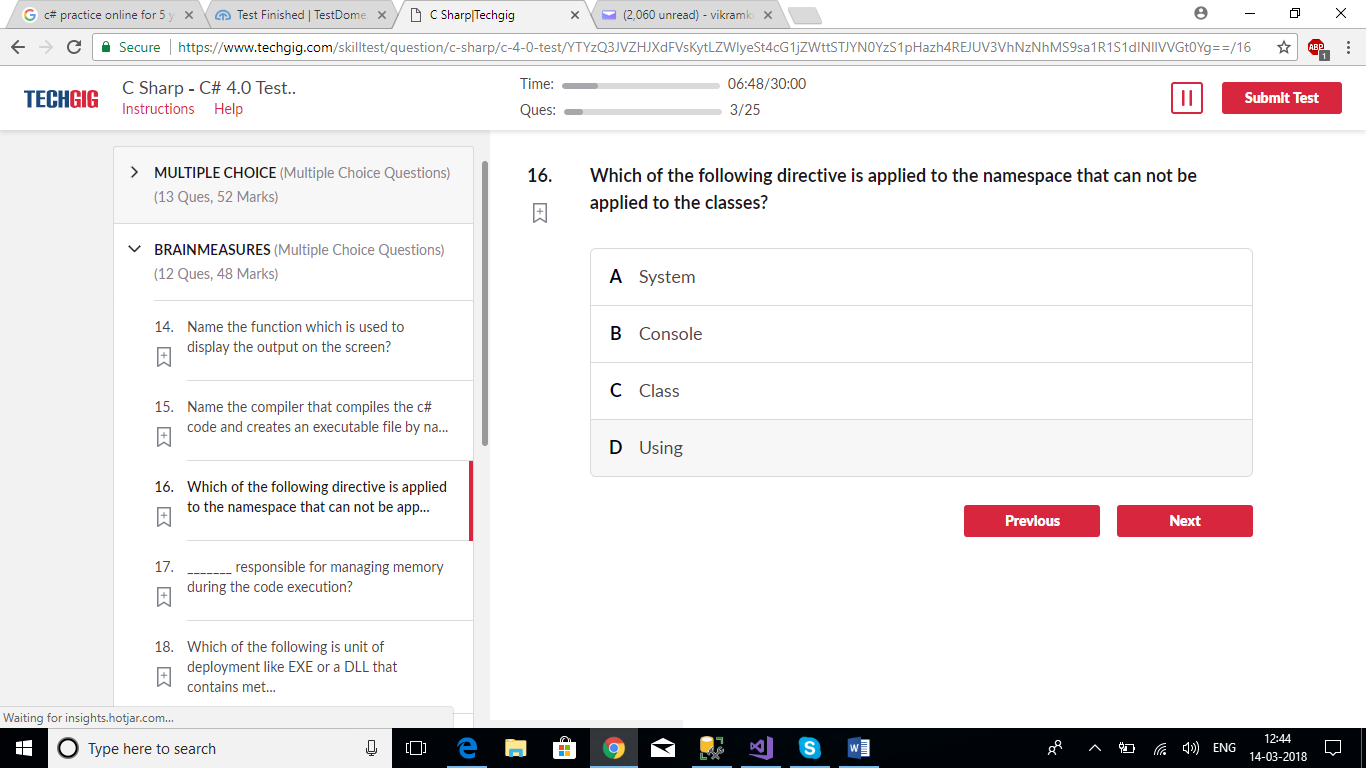 c# practice online for 5 y
Test Finished | TestDome
C Sharp|Techgig
(2,060 unread) - vikramk
Secure | https://www.techgig.com/skilltest/question/c-sharp/c-4-0-test/
/16
ABP
1
TECHGIG
C Sharp - C# 4.0 Test..
Instructions Help
Time: 06:48/30:00
Ques: 3/25
Submit Test
MULTIPLE CHOICE (Multiple Choice Questions)
(13 Ques, 52 Marks)
BRAINMEASURES (Multiple Choice Questions)
(12 Ques, 48 Marks)
14. Name the function which is used to
display the output on the screen?
15. Name the compiler that compiles the c#
code and creates an executable file by na...
16. Which of the following directive is applied
to the namespace that can not be app...
17. _______ responsible for managing memory
during the code execution?
18. Which of the following is unit of
deployment like EXE or a DLL that
contains met...
16. Which of the following directive is applied to the namespace that can not be
applied to the classes?
A System
B Console
C Class
D Using
Previous Next
Waiting for insights.hotjar.com...
Type here to search
ENG
12:44
14-03-2018